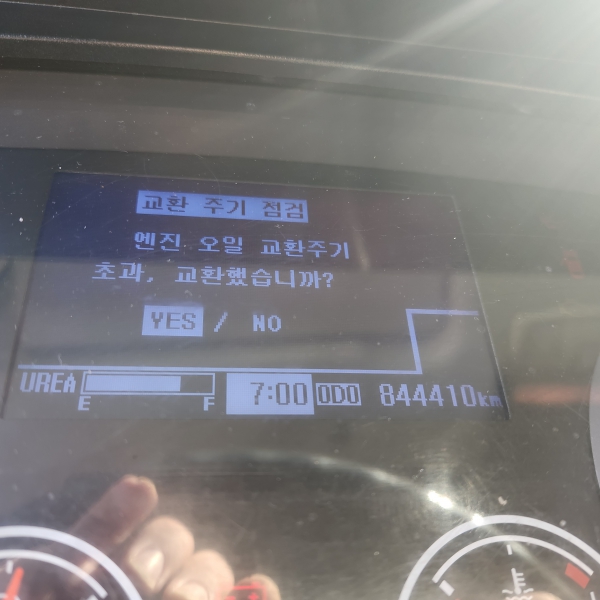 교환 주기 점검
엔진 오일 교환주기
초과, 교환했습니까?
YES / NO
UREA E F 7:00 ODO 844410km